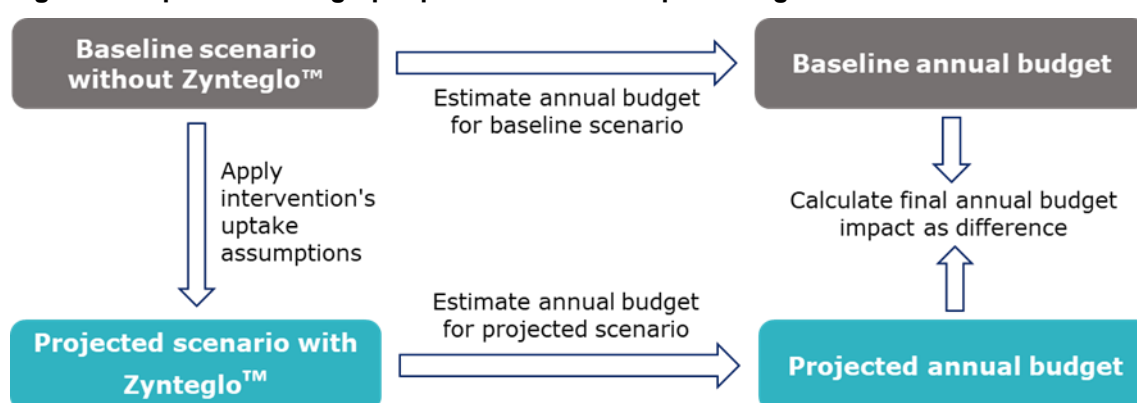 Baseline scenario
without Zynteglo™
Estimate annual budget
for baseline scenario
Baseline annual budget
Apply
intervention's
uptake
assumptions
Calculate final annual budget
impact as difference
Projected scenario with
Zynteglo™
Estimate annual budget
for projected scenario
Projected annual budget